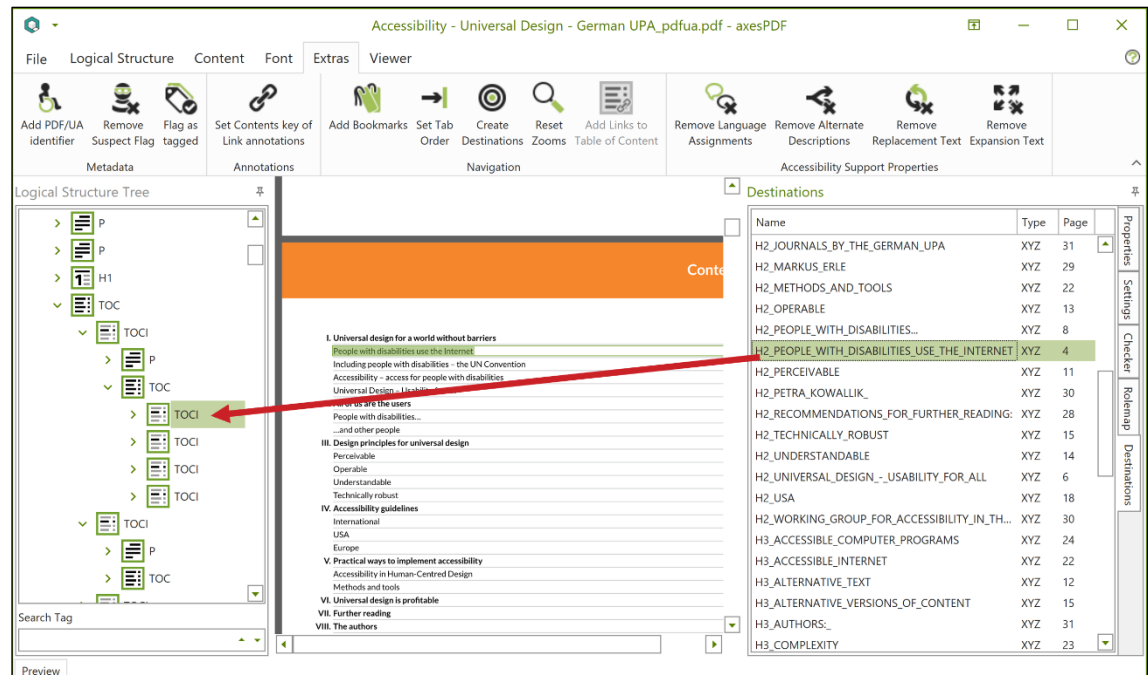 Accessibility - Universal Design - German UPA_pdfua.pdf - axesPDF
File Logical Structure Content Font Extras Viewer
Add PDF/UA identifier
Remove Suspect Flag
Flag as tagged
Metadata
Set Contents key of Link annotations
Annotations
Add Bookmarks
Set Tab Order
Create Destinations
Reset Zooms
Add Links to Table of Content
Navigation
Remove Language Assignments
Remove Alternate Descriptions
Remove Replacement Text
Remove Expansion Text
Accessibility Support Properties
Logical Structure Tree
P
P
1 H1
TOC
TOCI
P
TOC
TOCI
TOCI
TOCI
TOCI
TOCI
P
TOC
Search Tag
Preview
Conte
I. Universal design for a world without barriers
People with disabilities use the Internet
Including people with disabilities – the UN Convention
Accessibility – access for people with disabilities
Universal Design – Usability
of us are the users
People with disabilities...
...and other people
III. Design principles for universal design
Perceivable
Operable
Understandable
Technically robust
IV. Accessibility guidelines
International
USA
Europe
V. Practical ways to implement accessibility
Accessibility in Human-Centred Design
Methods and tools
VI. Universal design is profitable
VII. Further reading
VIII. The authors
Destinations
Name Type Page
H2_JOURNALS_BY_THE_GERMAN_UPA XYZ 31
H2_MARKUS_ERLE XYZ 29
H2_METHODS_AND_TOOLS XYZ 22
H2_OPERABLE XYZ 13
H2_PEOPLE_WITH_DISABILITIES... XYZ 8
H2_PEOPLE_WITH_DISABILITIES_USE_THE_INTERNET XYZ 4
H2_PERCEIVABLE XYZ 11
H2_PETRA_KOWALLIK_ XYZ 30
H2_RECOMMENDATIONS_FOR_FURTHER_READING: XYZ 28
H2_TECHNICALLY_ROBUST XYZ 15
H2_UNDERSTANDABLE XYZ 14
H2_UNIVERSAL_DESIGN_-_USABILITY_FOR_ALL XYZ 6
H2_USA XYZ 18
H2_WORKING_GROUP_FOR_ACCESSIBILITY_IN_TH... XYZ 30
H3_ACCESSIBLE_COMPUTER_PROGRAMS XYZ 24
H3_ACCESSIBLE_INTERNET XYZ 22
H3_ALTERNATIVE_TEXT XYZ 12
H3_ALTERNATIVE_VERSIONS_OF_CONTENT XYZ 15
H3_AUTHORS:_ XYZ 31
H3_COMPLEXITY XYZ 23
Properties
Settings
Checker
Rolemap
Destinations